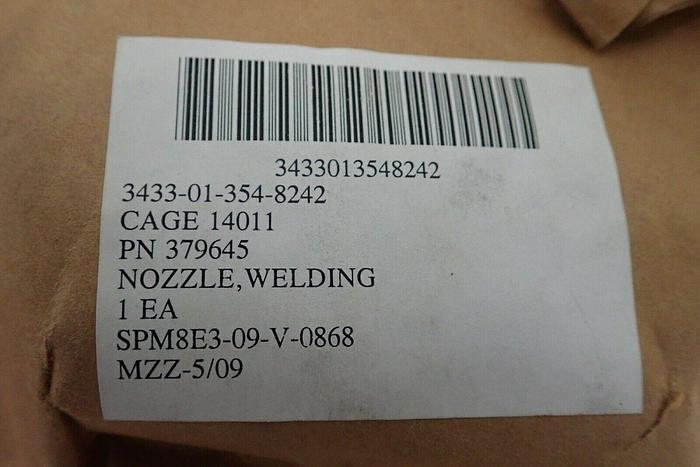 3433013548242
3433-01-354-8242
CAGE 14011
PN 379645
NOZZLE,WELDING
1 EA
SPM8E3-09-V-0868
MZZ-5/09